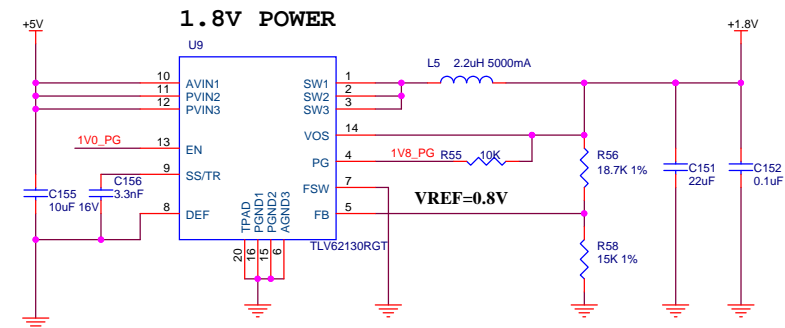 1.8V POWER
+5V
+1.8V
U9
L5 2.2uH 5000mA
10 AVIN1 SW1 1
11 PVIN2 SW2 2
12 PVIN3 SW3 3
VOS 14
1V0_PG 13 EN
PG 4 1V8_PG R55 10K
R56
18.7K 1%
9 SS/TR
FSW 7
C155
10uF 16V
C156
3.3nF
C151
22uF
C152
0.1uF
VREF=0.8V
8 DEF FB 5
TPAD
PGND1
PGND2
AGND3
20
16
15
6
TLV62130RGT
R58
15K 1%